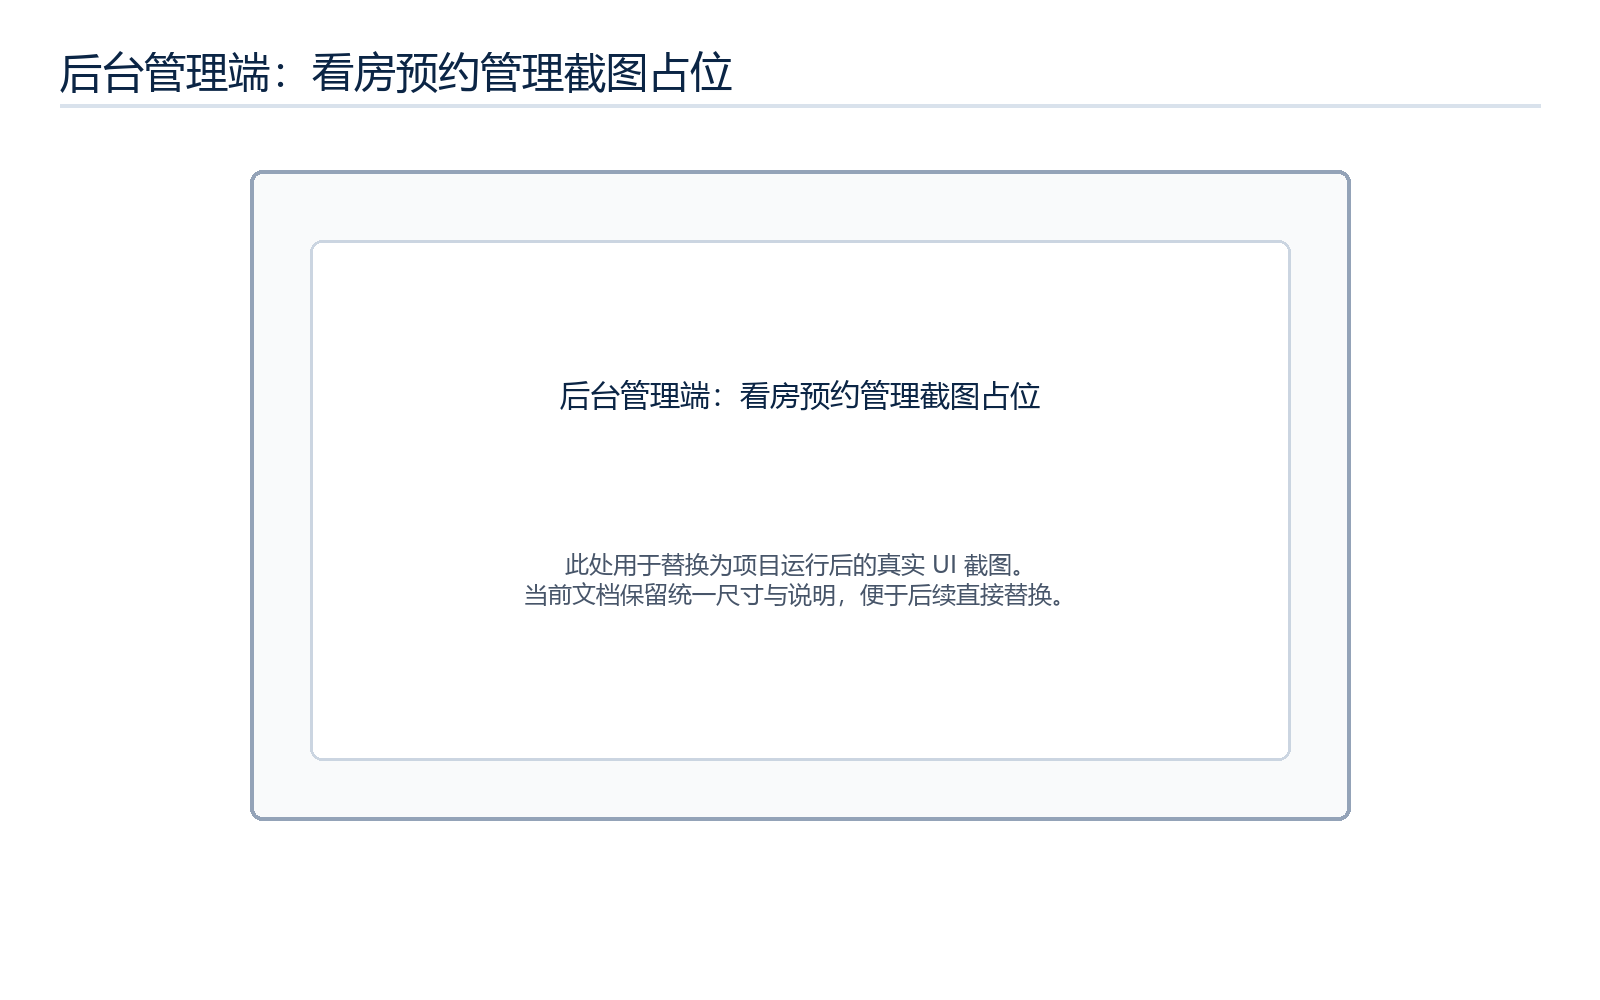 后台管理端：看房预约管理截图占位
后台管理端：看房预约管理截图占位
此处用于替换为项目运行后的真实 UI 截图。
当前文档保留统一尺寸与说明，便于后续直接替换。